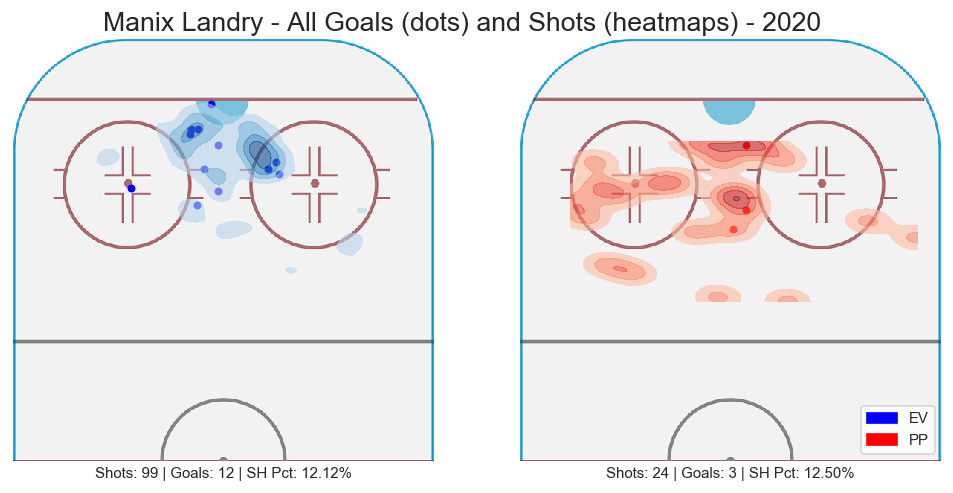 Manix Landry - All Goals (dots) and Shots (heatmaps) - 2020
EV
PP
Shots: 99 | Goals: 12 | SH Pct: 12.12%
Shots: 24 | Goals: 3 | SH Pct: 12.50%